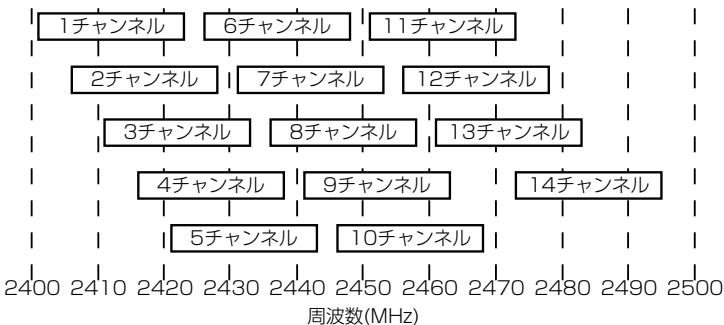 1チャンネル 6チャンネル 11チャンネル
2チャンネル 7チャンネル 12チャンネル
3チャンネル 8チャンネル 13チャンネル
4チャンネル 9チャンネル 14チャンネル
5チャンネル 10チャンネル
2400 2410 2420 2430 2440 2450 2460 2470 2480 2490 2500
周波数(MHz)